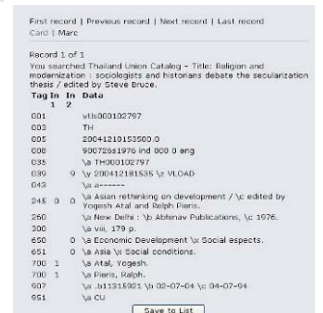 First record | Previous record | Next record | Last record
Card | Marc
Record 1 of 1
You searched Thailand Union Catalog - Title: Religion and
modernization : sociologists and historians debate the secularization
thesis / edited by Steve Bruce.
Tag In In Data
1 2
001 vtls000102797
003 TH
005 20041218153500.0
008 900726s1976 ind 000 0 eng
035 \a TH000102797
039 9 \y 200412181535 \z VLOAD
043 \a a------
245 0 0 \a Asian rethinking on development / \c edited by
Yogesh Atal and Ralph Pieris.
260 \a New Delhi : \b Abhinav Publications, \c 1976.
300 \a viii, 179 p.
650 0 \a Economic Development \x Social espects.
651 0 \a Asia \x Social conditions.
700 1 \a Atal, Yogesh.
700 1 \a Pieris, Ralph.
907 \a .b11315921 \b 02-07-04 \c 04-07-94
951 \a CU
Save to List